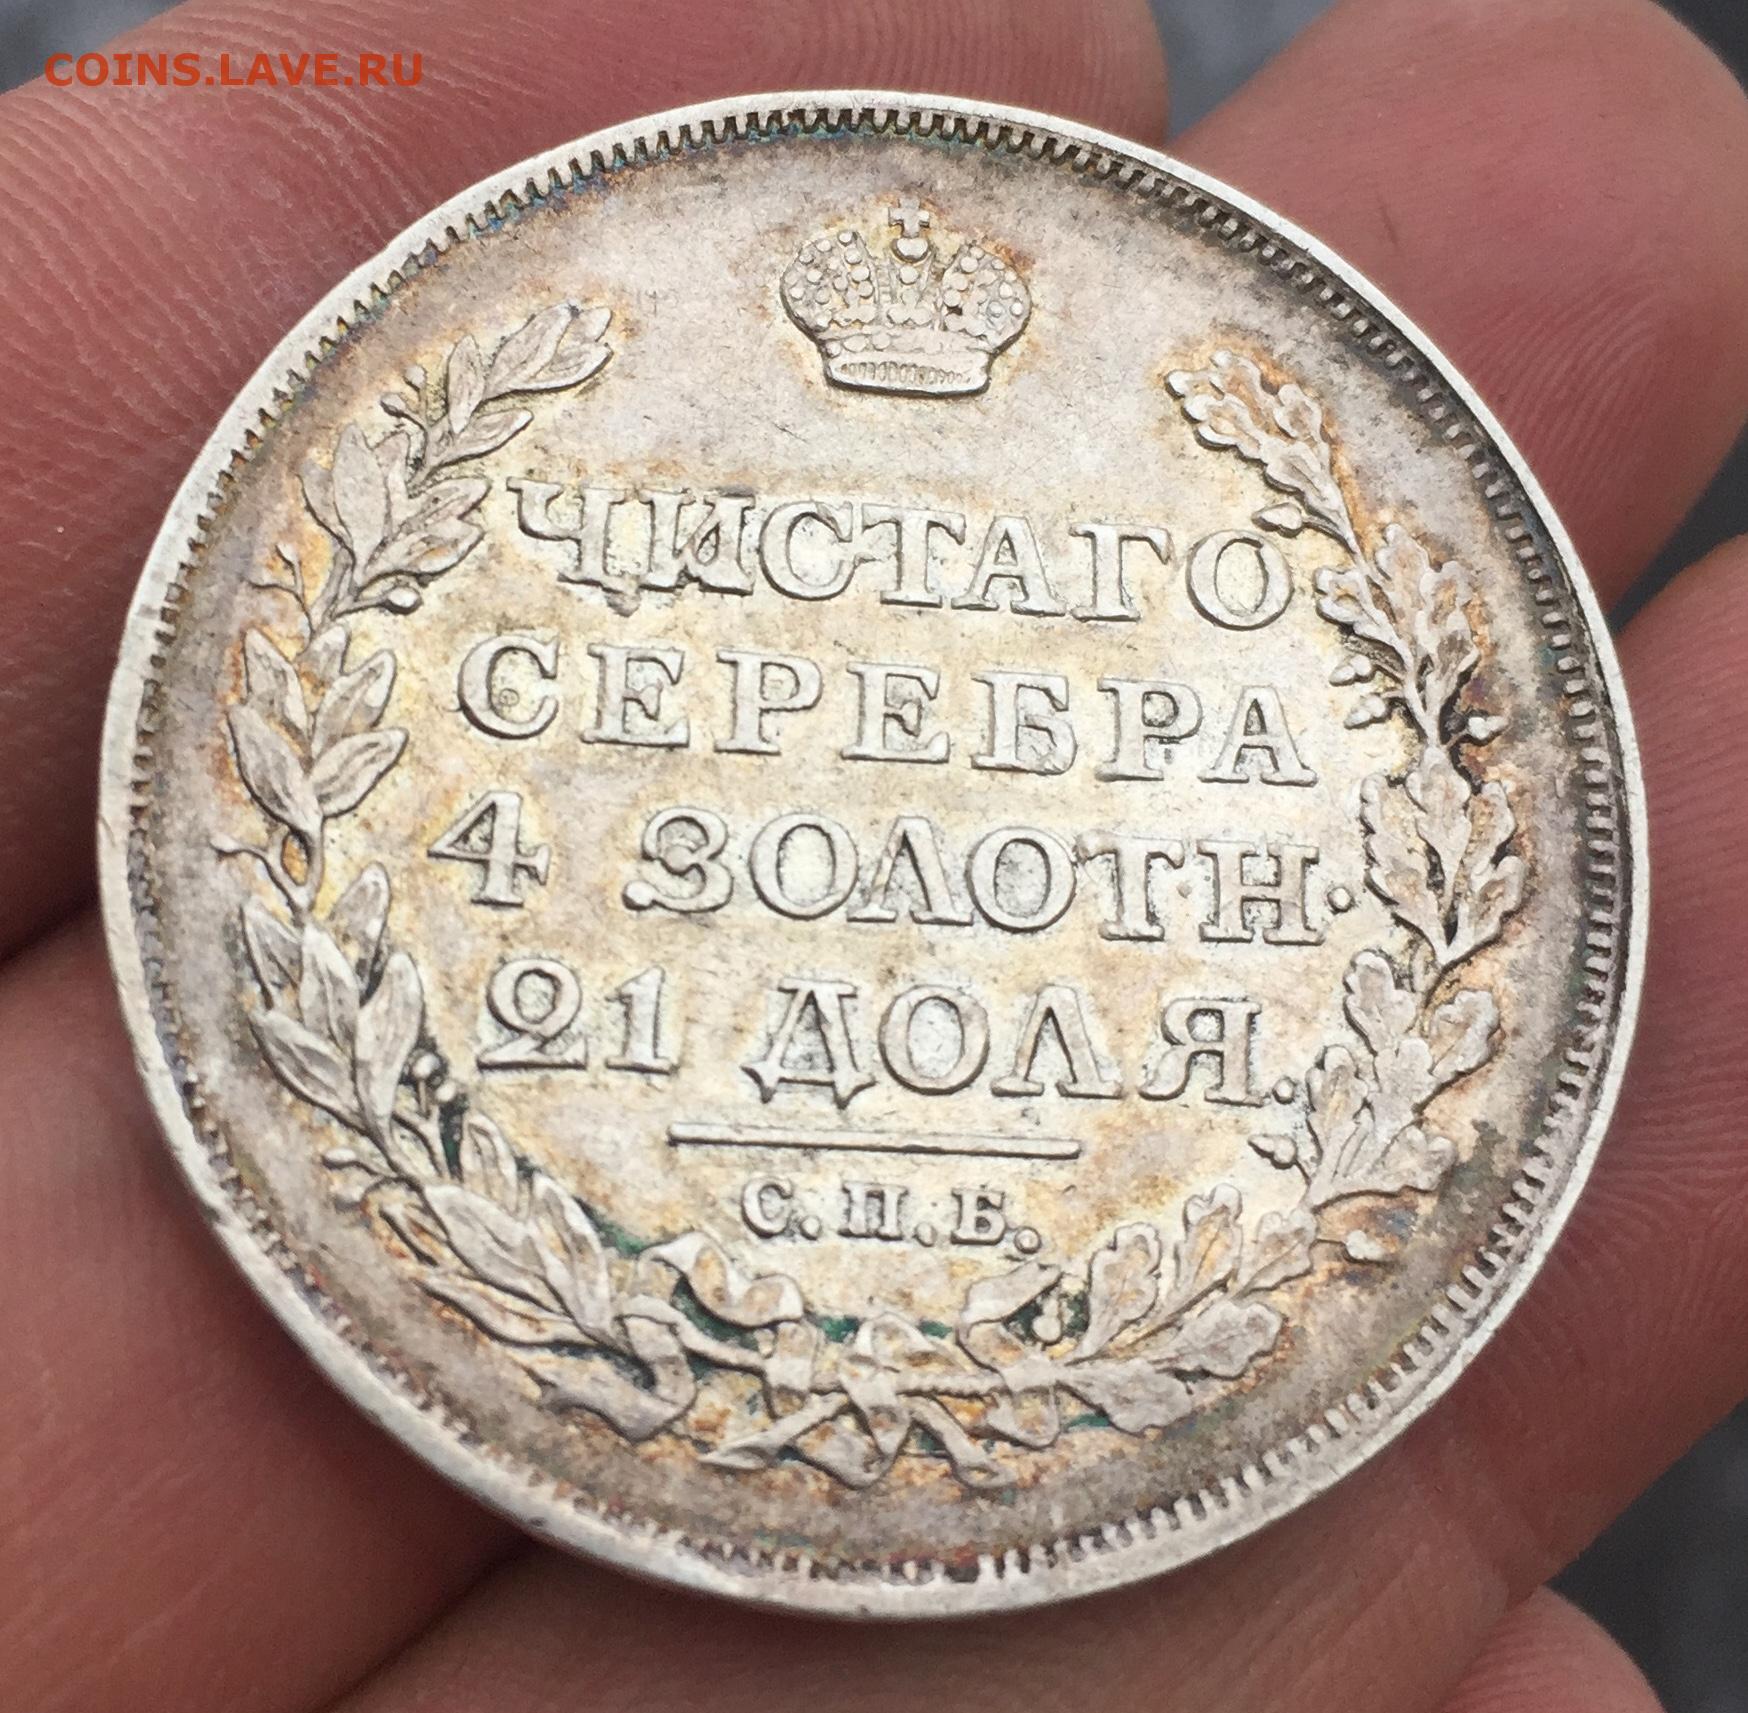 COINS.LAVE.RU
ЧИСТАГО
СЕРЕБРА
4 ЗОЛОТН.
21 ДОЛЯ.
С.П.Б.